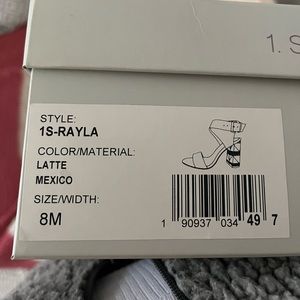 1. S
STYLE:
1S-RAYLA
COLOR/MATERIAL:
LATTE
MEXICO
SIZE/WIDTH:
8M
1 90937 034 49 7